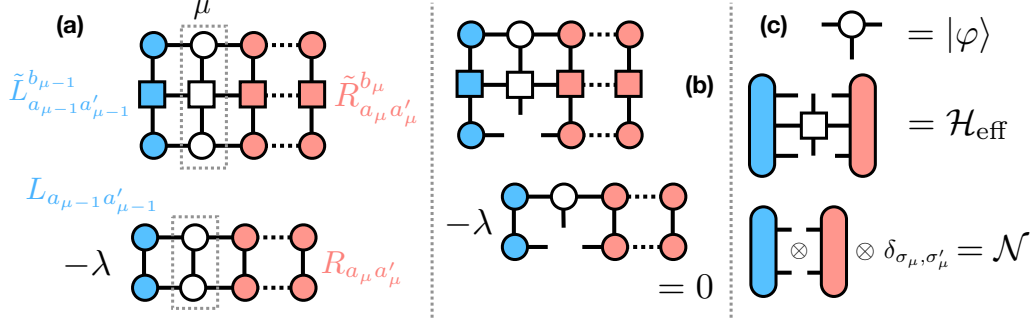 μ
(a)
L̃^{b_{μ−1}}_{a_{μ−1}a′_{μ−1}}
R̃^{b_μ}_{a_μ a′_μ}
L_{a_{μ−1}a′_{μ−1}}
−λ
R_{a_μ a′_μ}
(b)
−λ
= 0
(c)
= |φ⟩
= ℋ_eff
⊗ ⊗ δ_{σ_μ,σ′_μ} = 𝒩